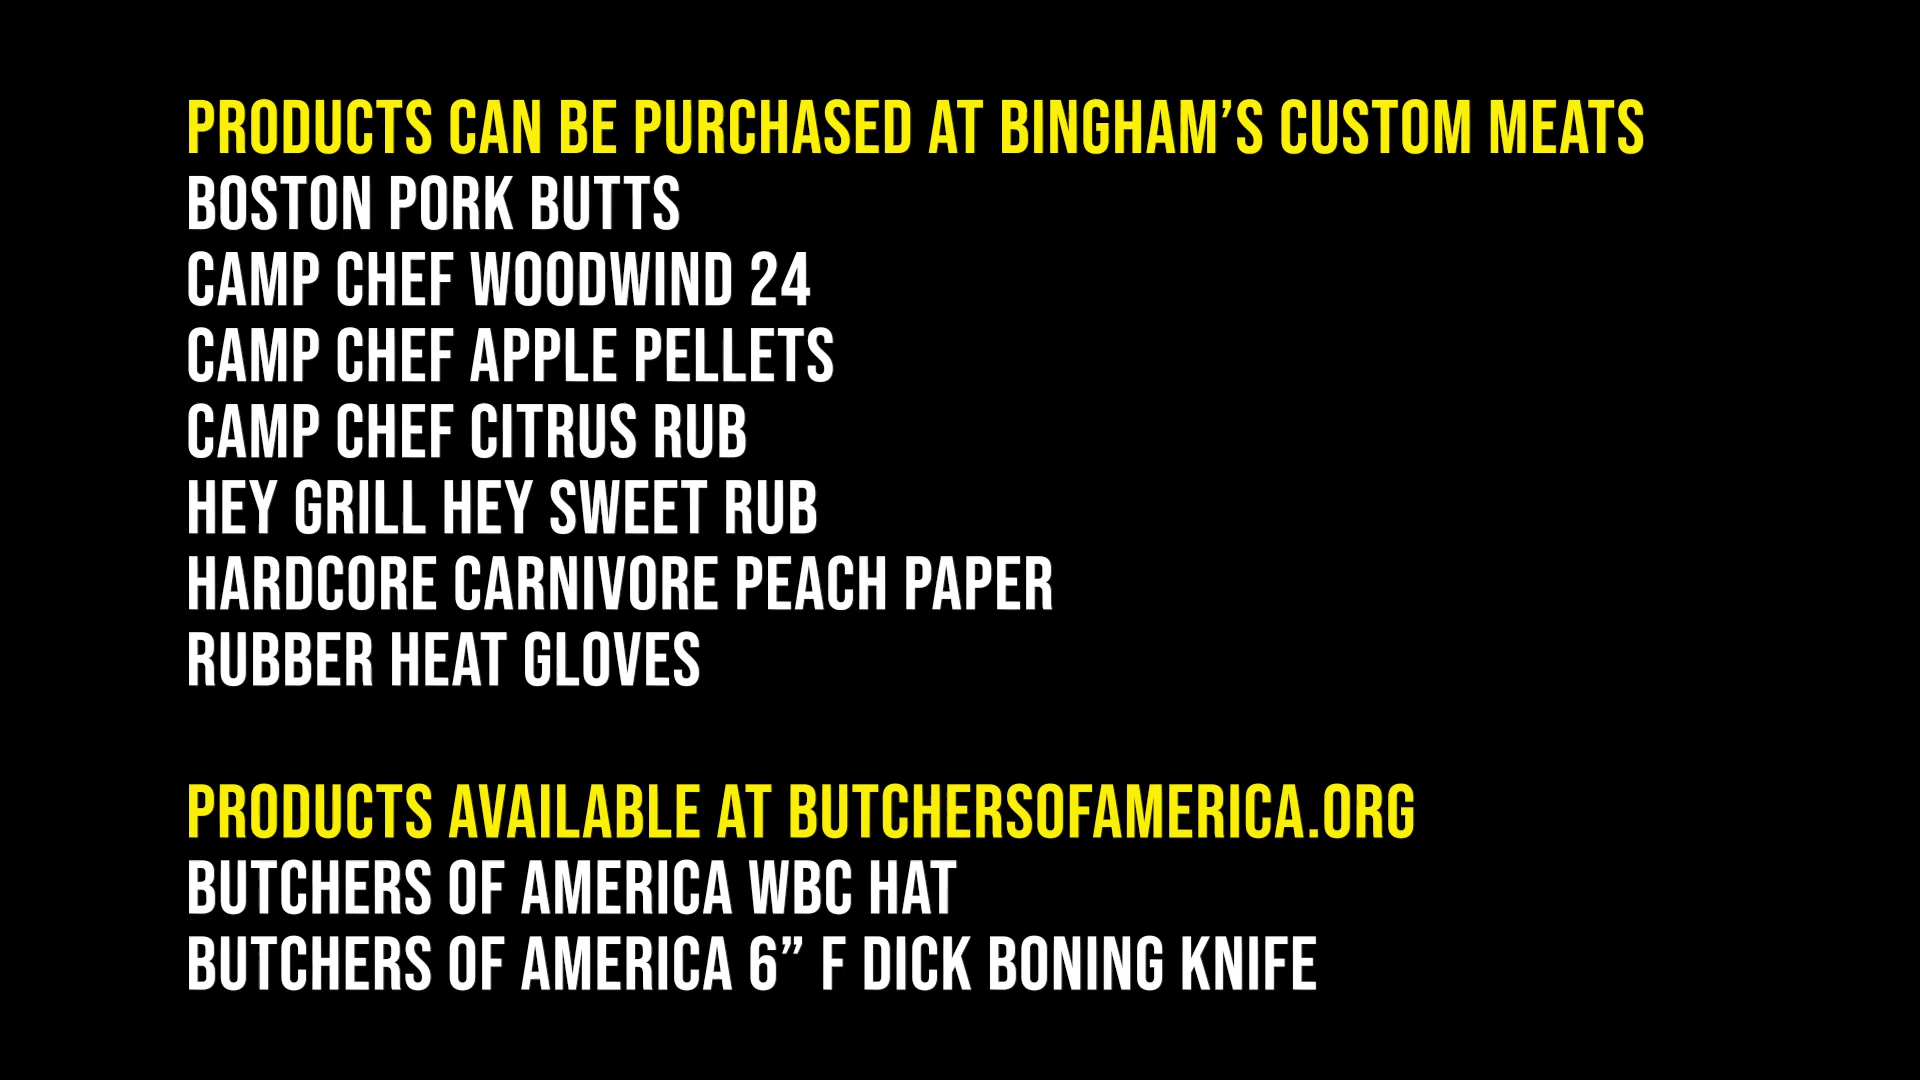 PRODUCTS CAN BE PURCHASED AT BINGHAM’S CUSTOM MEATS
BOSTON PORK BUTTS
CAMP CHEF WOODWIND 24
CAMP CHEF APPLE PELLETS
CAMP CHEF CITRUS RUB
HEY GRILL HEY SWEET RUB
HARDCORE CARNIVORE PEACH PAPER
RUBBER HEAT GLOVES
PRODUCTS AVAILABLE AT BUTCHERSOFAMERICA.ORG
BUTCHERS OF AMERICA WBC HAT
BUTCHERS OF AMERICA 6” F DICK BONING KNIFE